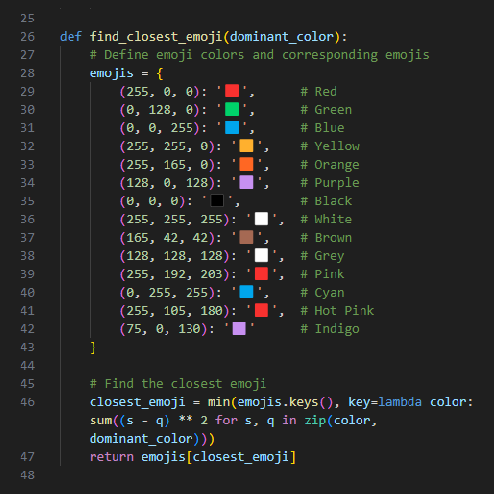 25
26 def find_closest_emoji(dominant_color):
27 # Define emoji colors and corresponding emojis
28 emojis = {
29 (255, 0, 0): '🟥', # Red
30 (0, 128, 0): '🟩', # Green
31 (0, 0, 255): '🟦', # Blue
32 (255, 255, 0): '🟨', # Yellow
33 (255, 165, 0): '🟧', # Orange
34 (128, 0, 128): '🟪', # Purple
35 (0, 0, 0): '⬛', # Black
36 (255, 255, 255): '⬜', # White
37 (165, 42, 42): '🟫', # Brown
38 (128, 128, 128): '⬜', # Grey
39 (255, 192, 203): '🟥', # Pink
40 (0, 255, 255): '🟦', # Cyan
41 (255, 105, 180): '🟥', # Hot Pink
42 (75, 0, 130): '🟪' # Indigo
43 ]
44
45 # Find the closest emoji
46 closest_emoji = min(emojis.keys(), key=lambda color:
sum((s - q) ** 2 for s, q in zip(color,
dominant_color)))
47 return emojis[closest_emoji]
48